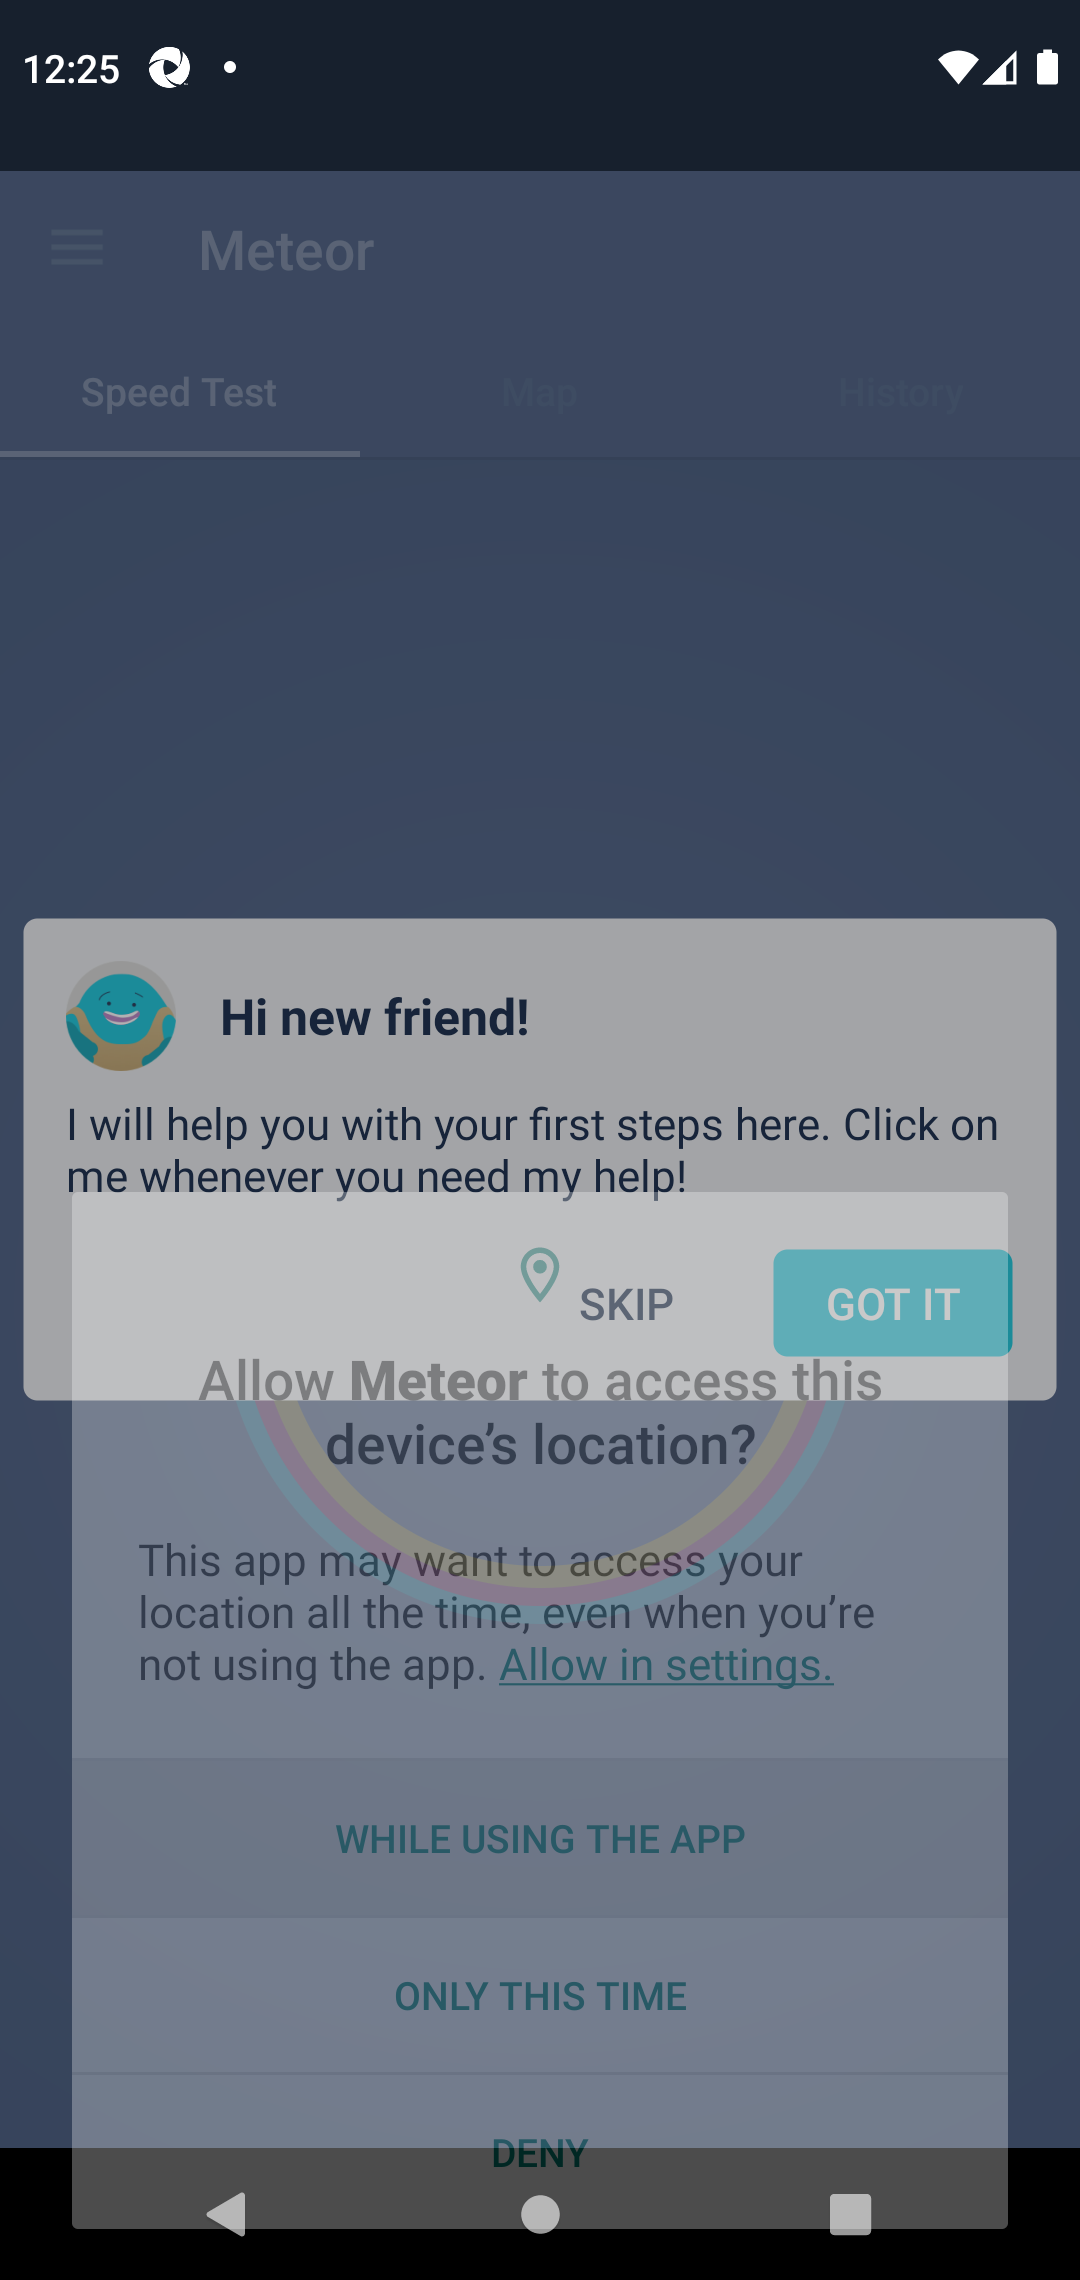 12:25
Meteor
Speed Test
Map
History
Hi new friend!
I will help you with your first steps here. Click on
me whenever you need my help!
SKIP
GOT IT
Allow Meteor to access this
device’s location?
This app may want to access your
location all the time, even when you’re
not using the app. Allow in settings.
WHILE USING THE APP
ONLY THIS TIME
DENY